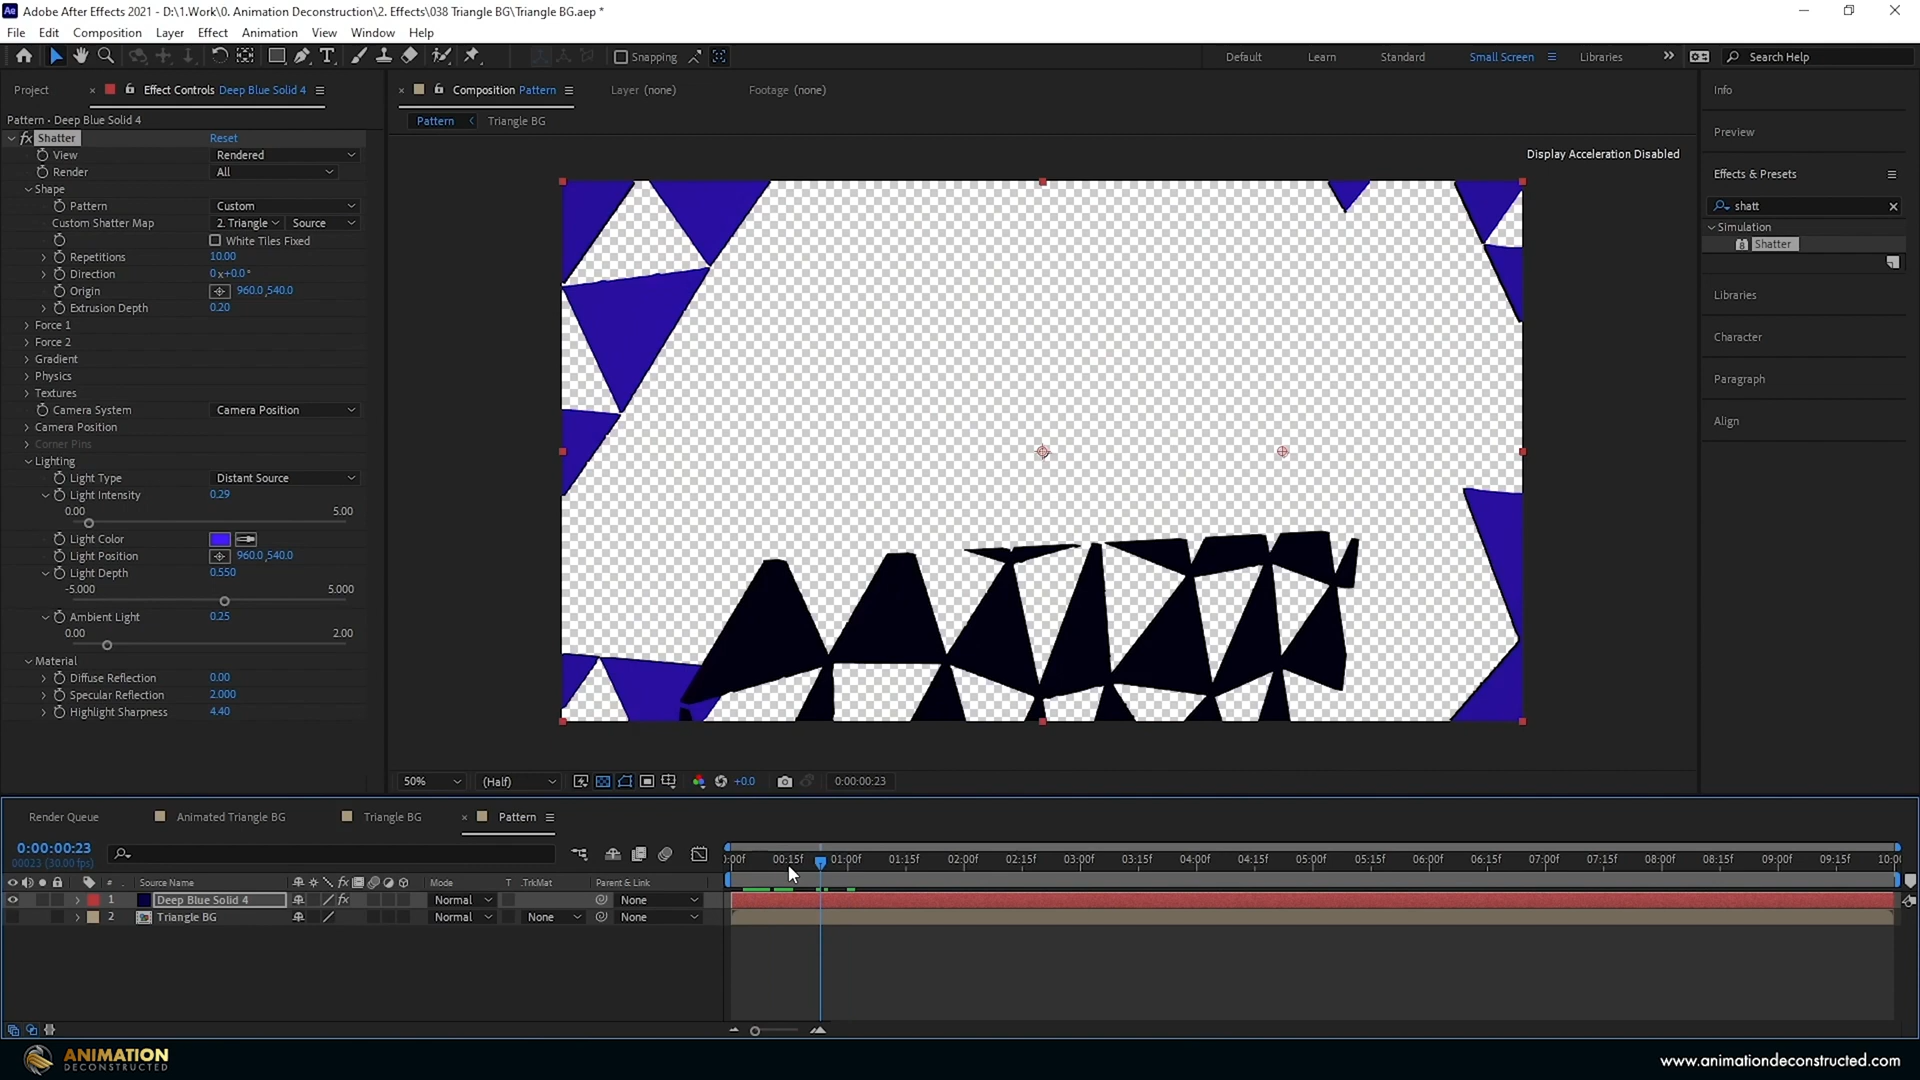 Adobe After Effects 2021 - D:\1.Work\0. Animation Deconstruction\2. Effects\038 Triangle BG\Triangle BG.aep *
File Edit Composition Layer Effect Animation View Window Help
Snapping Default Learn Standard Small Screen Libraries Search Help
Project Effect Controls Deep Blue Solid 4 Composition Pattern Layer (none) Footage (none) Info
Pattern • Deep Blue Solid 4 Pattern Triangle BG
Shatter Reset
View Rendered
Render All
Shape
Pattern Custom
Custom Shatter Map 2. Triangle Source
White Tiles Fixed
Repetitions 10.00
Direction 0x+0.0°
Origin 960.0,540.0
Extrusion Depth 0.20
Force 1
Force 2
Gradient
Physics
Textures
Camera System Camera Position
Camera Position
Corner Pins
Lighting
Light Type Distant Source
Light Intensity 0.29
0.00 5.00
Light Color
Light Position 960.0,540.0
Light Depth 0.550
-5.000 5.000
Ambient Light 0.25
0.00 2.00
Material
Diffuse Reflection 0.00
Specular Reflection 2.000
Highlight Sharpness 4.40
Display Acceleration Disabled
50% (Half) +0.0 0:00:00:23
Preview
Effects & Presets
shatt
Simulation
Shatter
Libraries
Character
Paragraph
Align
Render Queue Animated Triangle BG Triangle BG Pattern
0:00:00:23
00023 (30.00 fps)
:00f 00:15f 01:00f 01:15f 02:00f 02:15f 03:00f 03:15f 04:00f 04:15f 05:00f 05:15f 06:00f 06:15f 07:00f 07:15f 08:00f 08:15f 09:00f 09:15f 10:0
# Source Name Mode T .TrkMat Parent & Link
1 Deep Blue Solid 4 Normal None
2 Triangle BG Normal None None
ANIMATION
DECONSTRUCTED
www.animationdeconstructed.com